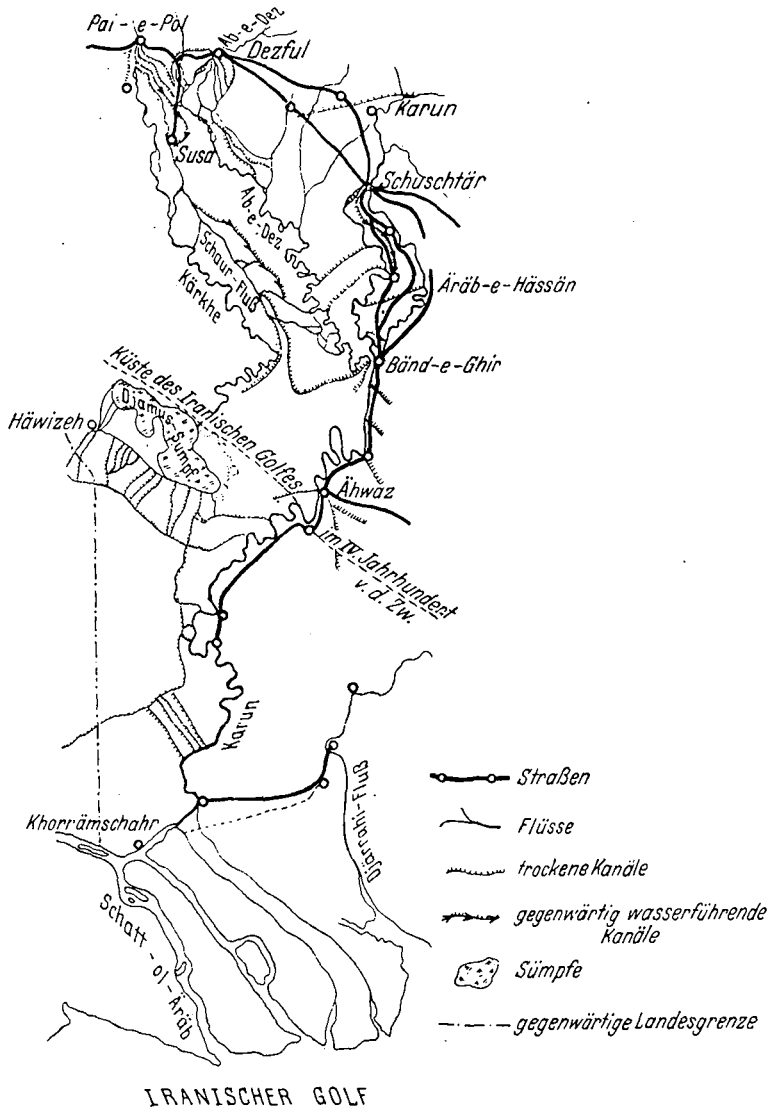 Pai-e-Pol
Ab-e-Dez
Dezful
Karun
Susa
Schuschtär
Ab-e-Dez
Schaur-Fluß
Kärkhe
Äräb-e-Hässän
Bänd-e-Ghir
Küste des Iranischen Golfes
Djamus-
Sümpfe
Häwizeh
Ähwaz
im IV. Jahrhundert
v. d. Zw.
Karun
Straßen
Flüsse
Khorrämschahr
Djarrahi-Fluß
trockene Kanäle
gegenwärtig wasserführende
Kanäle
Schatt-ol-Äräb
Sümpfe
gegenwärtige Landesgrenze
IRANISCHER GOLF